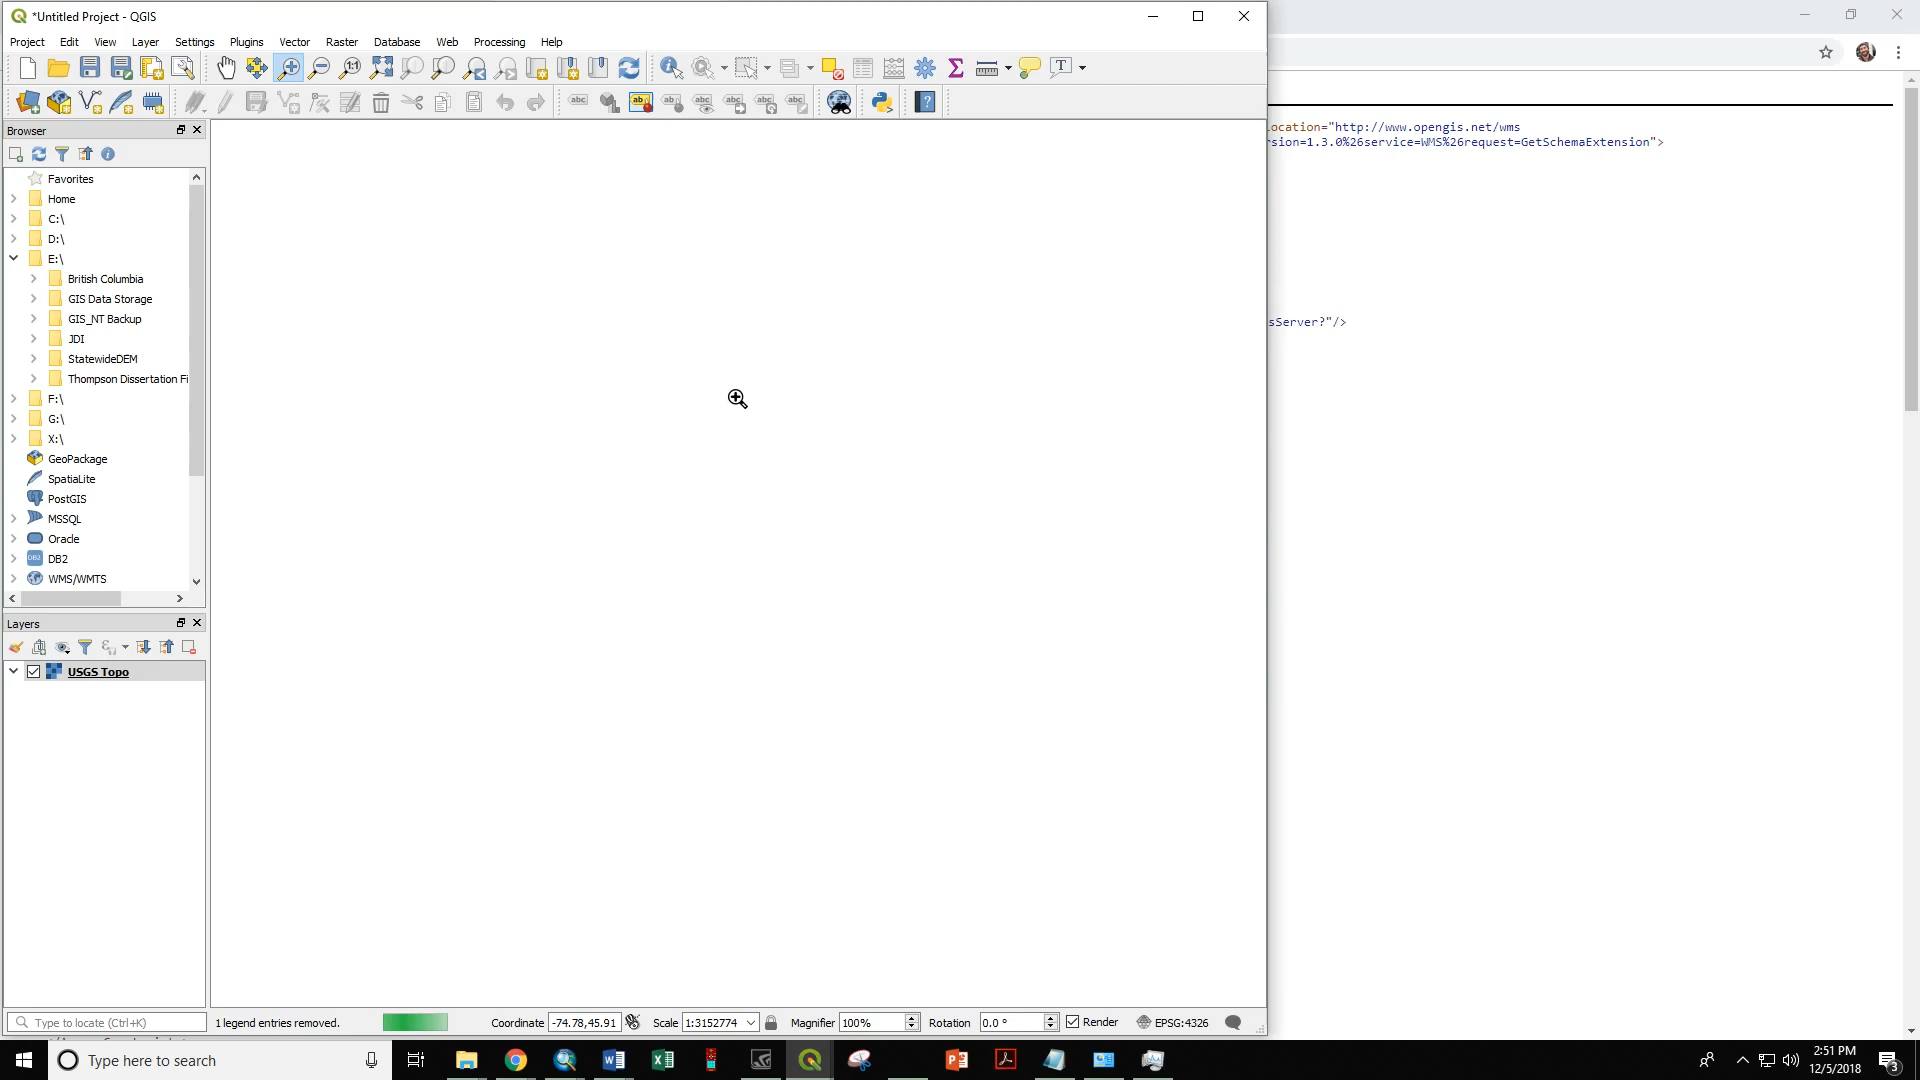 *Untitled Project - QGIS
Project Edit View Layer Settings Plugins Vector Raster Database Web Processing Help
Browser
Favorites
Home
C:\
D:\
E:\
British Columbia
GIS Data Storage
GIS_NT Backup
JDI
StatewideDEM
Thompson Dissertation Fi
F:\
G:\
X:\
GeoPackage
SpatiaLite
PostGIS
MSSQL
Oracle
DB2
WMS/WMTS
Layers
USGS Topo
Type to locate (Ctrl+K) 1 legend entries removed. Coordinate -74.78,45.91 Scale 1:3152774 Magnifier 100% Rotation 0.0 ° Render EPSG:4326
ocation="http://www.opengis.net/wms
rsion=1.3.0%26service=WMS%26request=GetSchemaExtension">
sServer?"/>
Type here to search
2:51 PM
12/5/2018
3